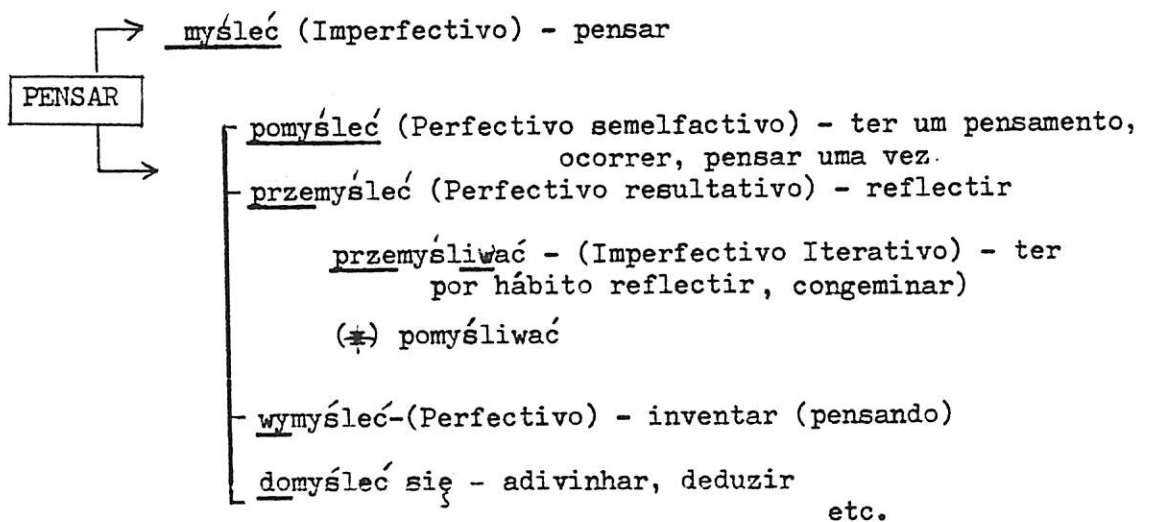 myśleć (Imperfectivo) - pensar
PENSAR
pomyśleć (Perfectivo semelfactivo) - ter um pensamento,
ocorrer, pensar uma vez.
przemyśleć (Perfectivo resultativo) - reflectir
przemyśliwać - (Imperfectivo Iterativo) - ter
por hábito reflectir, congeminar)
(*) pomyśliwać
wymyśleć-(Perfectivo) - inventar (pensando)
domyśleć się - adivinhar, deduzir
etc.